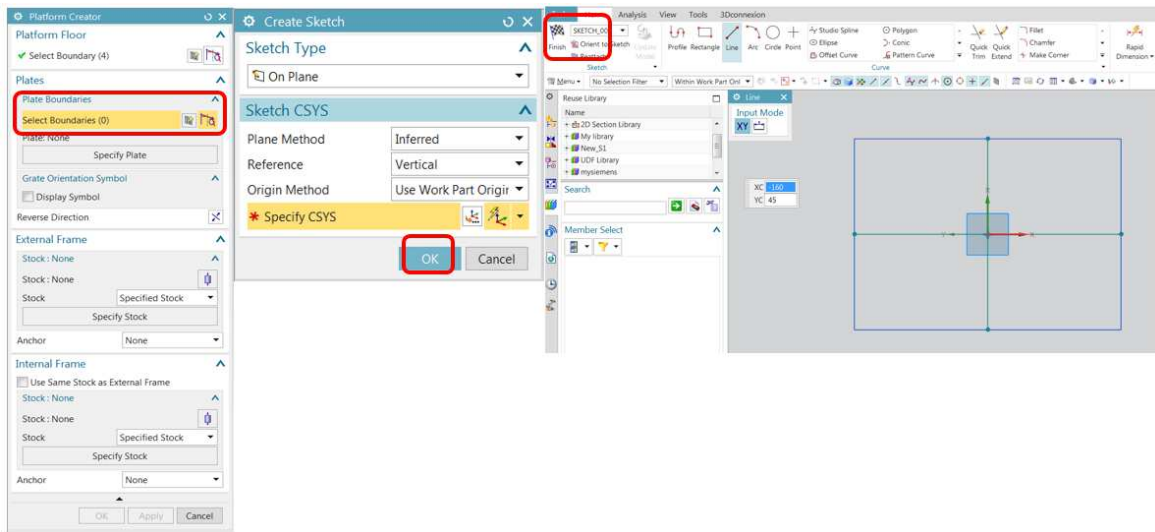 Platform Creator
Platform Floor
Select Boundary (4)
Plates
Plate Boundaries
Select Boundaries (0)
Plate: None
Specify Plate
Grate Orientation Symbol
Display Symbol
Reverse Direction
External Frame
Stock : None
Stock : None
Stock Specified Stock
Specify Stock
Anchor None
Internal Frame
Use Same Stock as External Frame
Stock : None
Stock : None
Stock Specified Stock
Specify Stock
Anchor None
OK Apply Cancel
Create Sketch
Sketch Type
On Plane
Sketch CSYS
Plane Method Inferred
Reference Vertical
Origin Method Use Work Part Origir
* Specify CSYS
OK Cancel
Analysis View Tools 3Dconnexion
SKETCH_00
Finish Orient to Sketch
Reattach
Sketch
Profile Rectangle Line Arc Circle Point
Studio Spline Polygon
Ellipse Conic
Offset Curve Pattern Curve
Quick Trim Quick Extend
Fillet
Chamfer
Make Corner
Rapid Dimension
Curve
Menu No Selection Filter Within Work Part Onl
Reuse Library
Name
2D Section Library
My library
New_S1
UDF Library
mysiemens
Search
Member Select
Line
Input Mode
XY
XC -160
YC 45
Y
X